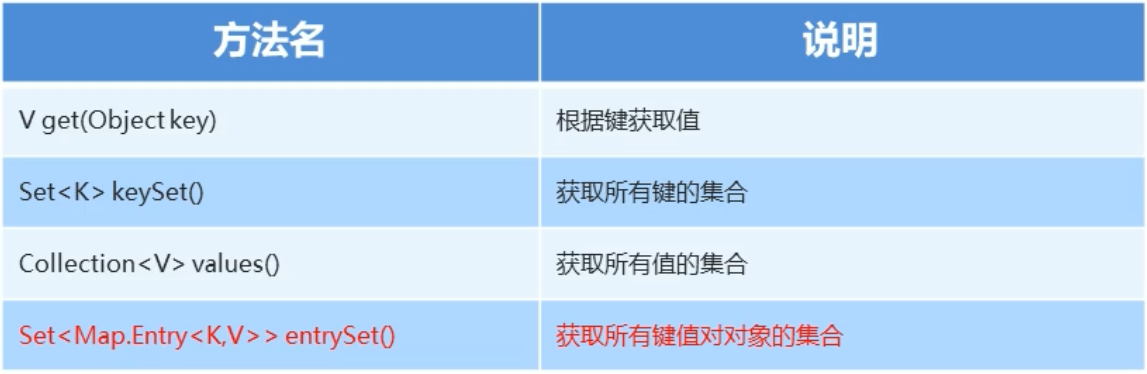 方法名 说明
V get(Object key) 根据键获取值
Set<K> keySet() 获取所有键的集合
Collection<V> values() 获取所有值的集合
Set<Map.Entry<K,V>> entrySet() 获取所有键值对对象的集合